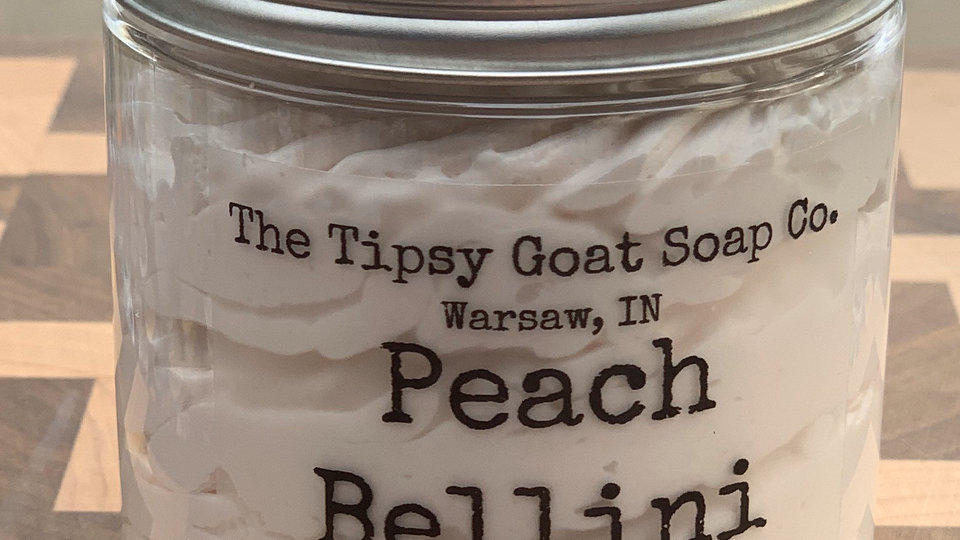 The Tipsy Goat Soap Co.
Warsaw, IN
Peach
Bellini